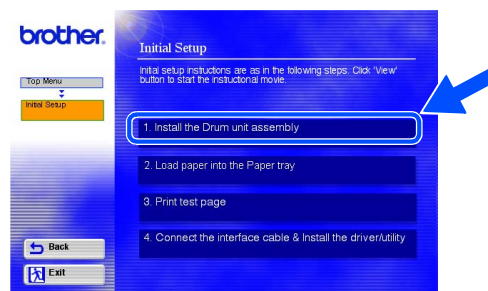 brother.
Initial Setup
Initial setup instructions are as in the following steps. Click 'View'
button to start the instructional movie.
Top Menu
Initial Setup
1. Install the Drum unit assembly
2. Load paper into the Paper tray
3. Print test page
4. Connect the interface cable & Install the driver/utility
Back
Exit